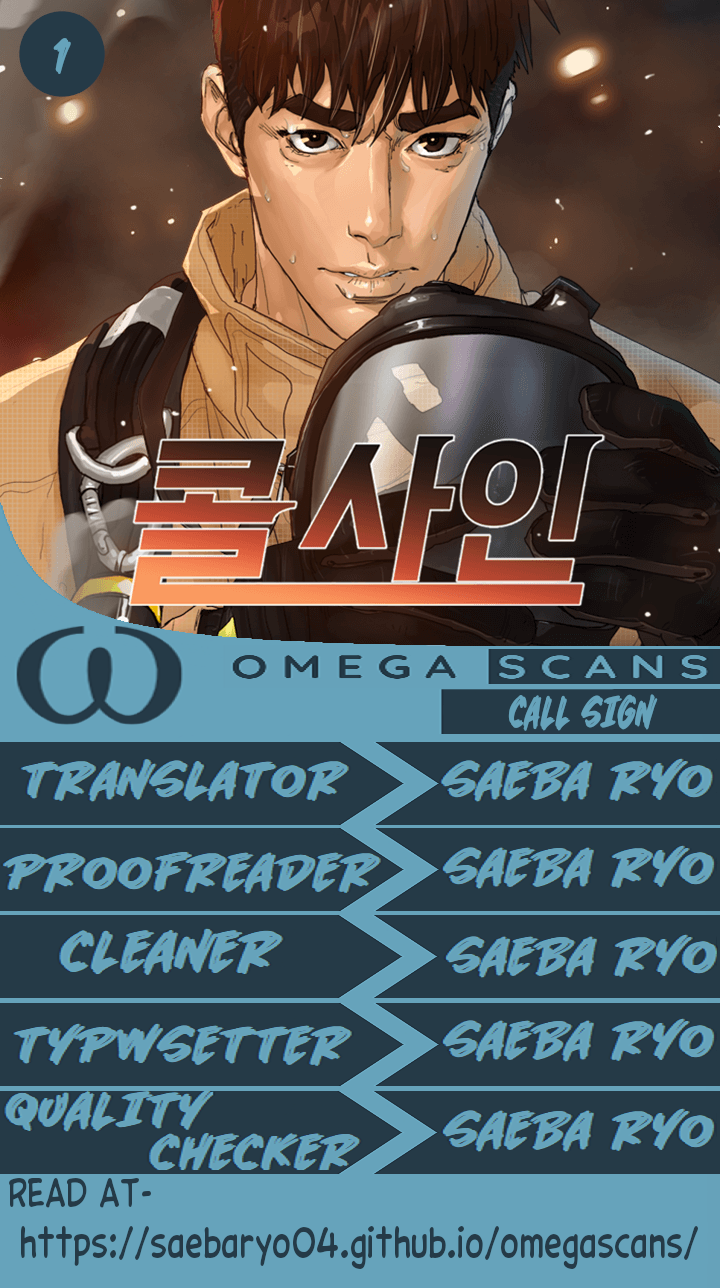 1
콜사인
OMEGA SCANS
CALL SIGN
TRANSLATOR SAEBA RYO
PROOFREADER SAEBA RYO
CLEANER SAEBA RYO
TYPWSETTER SAEBA RYO
QUALITY
CHECKER SAEBA RYO
READ AT-
https://saebaryo04.github.io/omegascans/